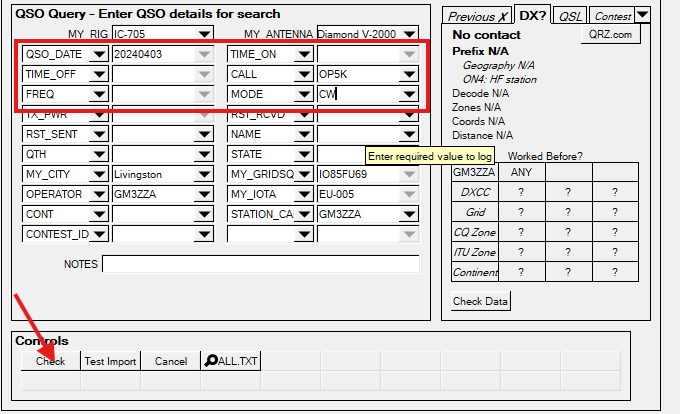 QSO Query - Enter QSO details for search
MY_RIG IC-705 MY_ANTENNA Diamond V-2000
QSO_DATE 20240403 TIME_ON
TIME_OFF CALL OP5K
FREQ MODE CW
TX_PWR RST_RCVD
RST_SENT NAME
QTH STATE
Enter required value to log
MY_CITY Livingston MY_GRIDSQ IO85FU69
OPERATOR GM3ZZA MY_IOTA EU-005
CONT STATION_CA GM3ZZA
CONTEST_ID
NOTES
Previous X DX? QSL Contest
No contact QRZ.com
Prefix N/A
Geography N/A
ON4: HF station
Decode N/A
Zones N/A
Coords N/A
Distance N/A
Worked Before?
GM3ZZA ANY
DXCC ? ? ?
Grid ? ? ?
CQ Zone ? ? ?
ITU Zone ? ? ?
Continent ? ? ?
Check Data
Controls
Check Test Import Cancel ALL.TXT